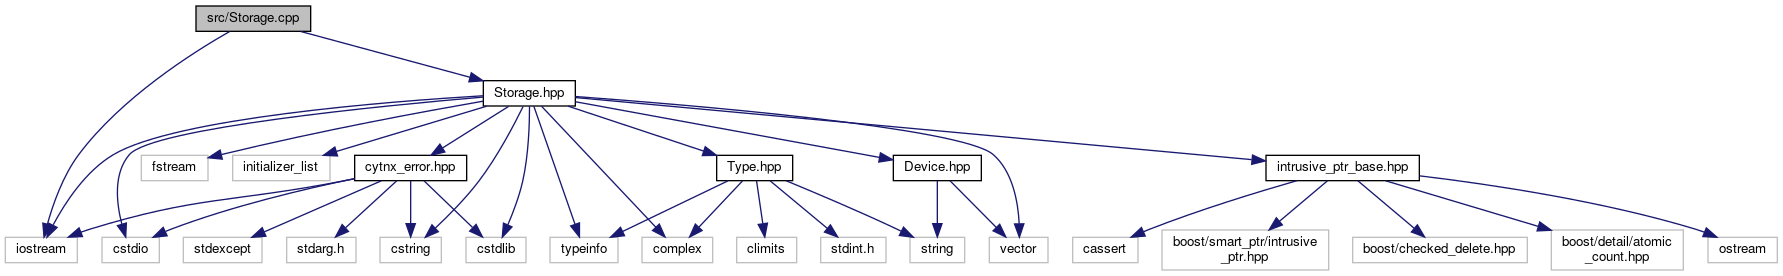 src/Storage.cpp
Storage.hpp
fstream
initializer_list
cytnx_error.hpp
Type.hpp
Device.hpp
intrusive_ptr_base.hpp
iostream
cstdio
stdexcept
stdarg.h
cstring
cstdlib
typeinfo
complex
climits
stdint.h
string
vector
cassert
boost/smart_ptr/intrusive
_ptr.hpp
boost/checked_delete.hpp
boost/detail/atomic
_count.hpp
ostream